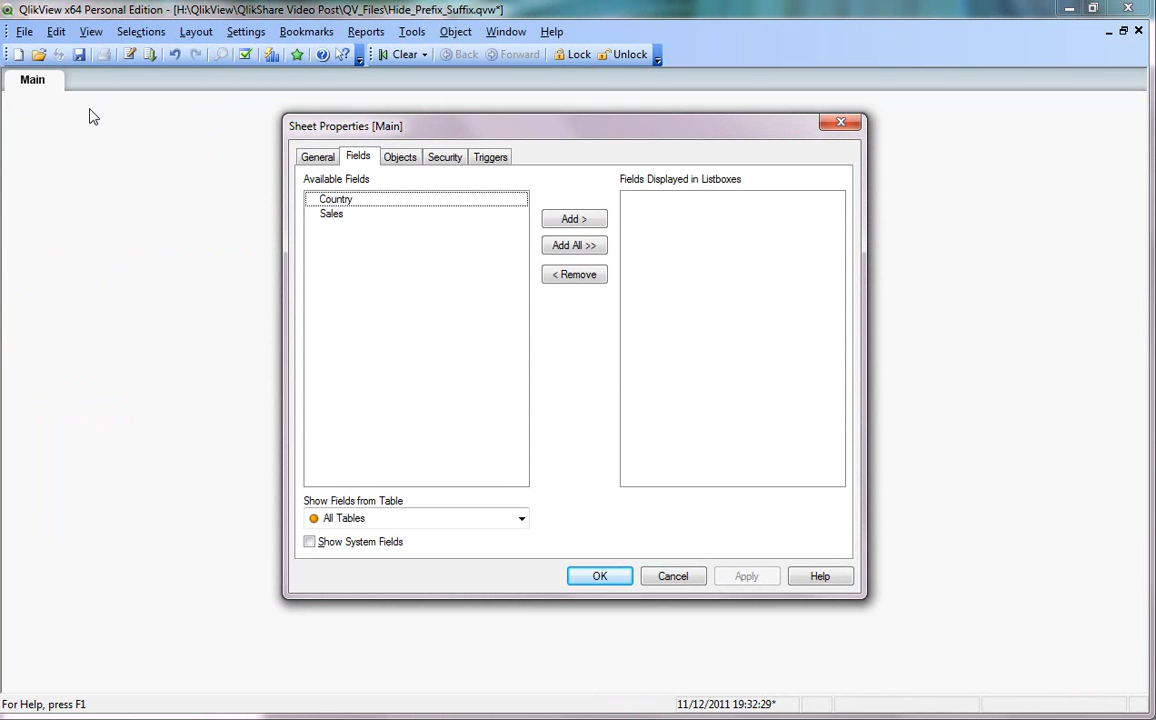 QlikView x64 Personal Edition - [H:\QlikView\QlikShare Video Post\QV_Files\Hide_Prefix_Suffix.qvw*]
File Edit View Selections Layout Settings Bookmarks Reports Tools Object Window Help
Clear Back Forward Lock Unlock
Main
Sheet Properties [Main]
General Fields Objects Security Triggers
Available Fields Fields Displayed in Listboxes
Country
Sales
Add >
Add All >>
< Remove
Show Fields from Table
All Tables
Show System Fields
OK Cancel Apply Help
For Help, press F1 11/12/2011 19:32:29*